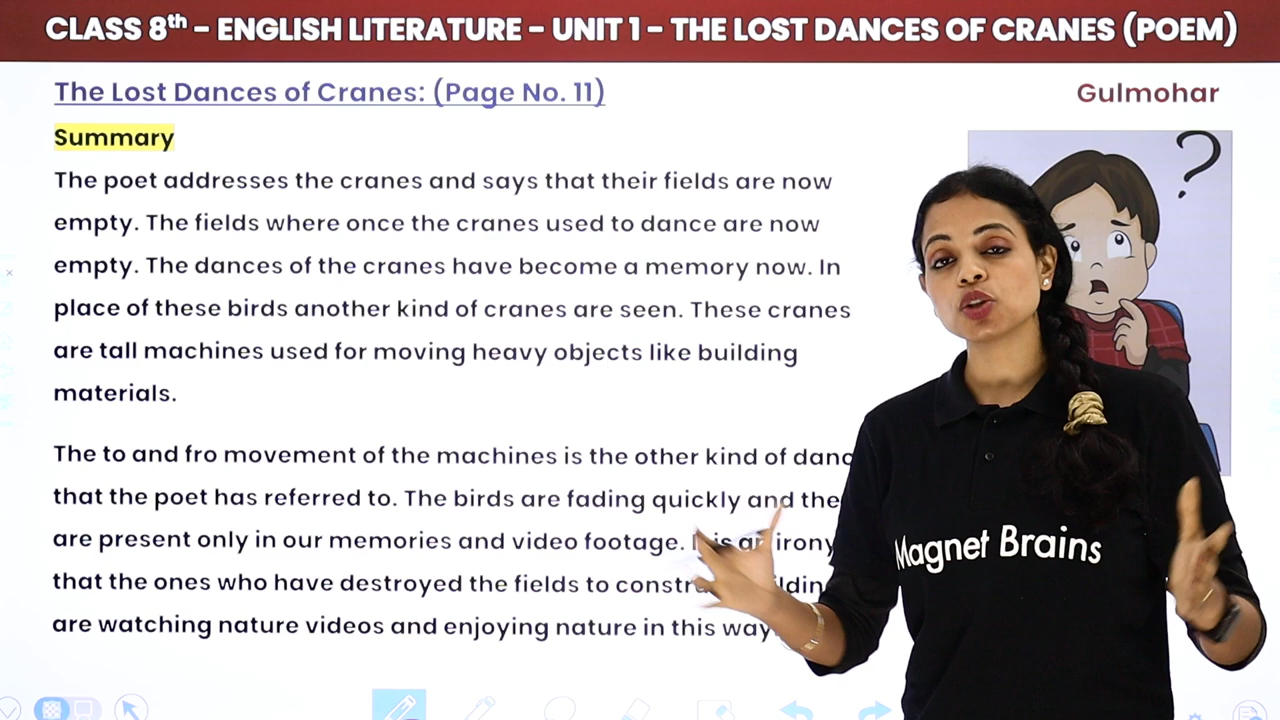 CLASS 8th – ENGLISH LITERATURE – UNIT 1 – THE LOST DANCES OF CRANES (POEM)
The Lost Dances of Cranes: (Page No. 11)
Gulmohar
Summary
The poet addresses the cranes and says that their fields are now
empty. The fields where once the cranes used to dance are now
empty. The dances of the cranes have become a memory now. In
place of these birds another kind of cranes are seen. These cranes
are tall machines used for moving heavy objects like building
materials.
The to and fro movement of the machines is the other kind of
that the poet has referred to. The birds are fading quickly and
are present only in our memories and video footage. is an irony
that the ones who have destroyed the fields to
are watching nature videos and enjoying nature in this way
?
Magnet Brains